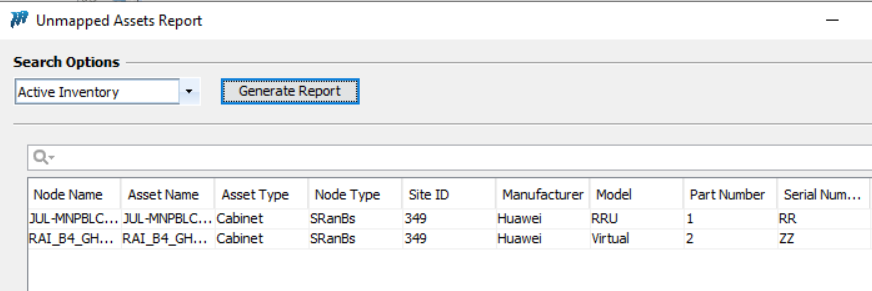 Unmapped Assets Report
Search Options
Active Inventory Generate Report
Node Name Asset Name Asset Type Node Type Site ID Manufacturer Model Part Number Serial Num...
JUL-MNPBLC... JUL-MNPBLC... Cabinet SRanBs 349 Huawei RRU 1 RR
RAI_B4_GH... RAI_B4_GH... Cabinet SRanBs 349 Huawei Virtual 2 ZZ